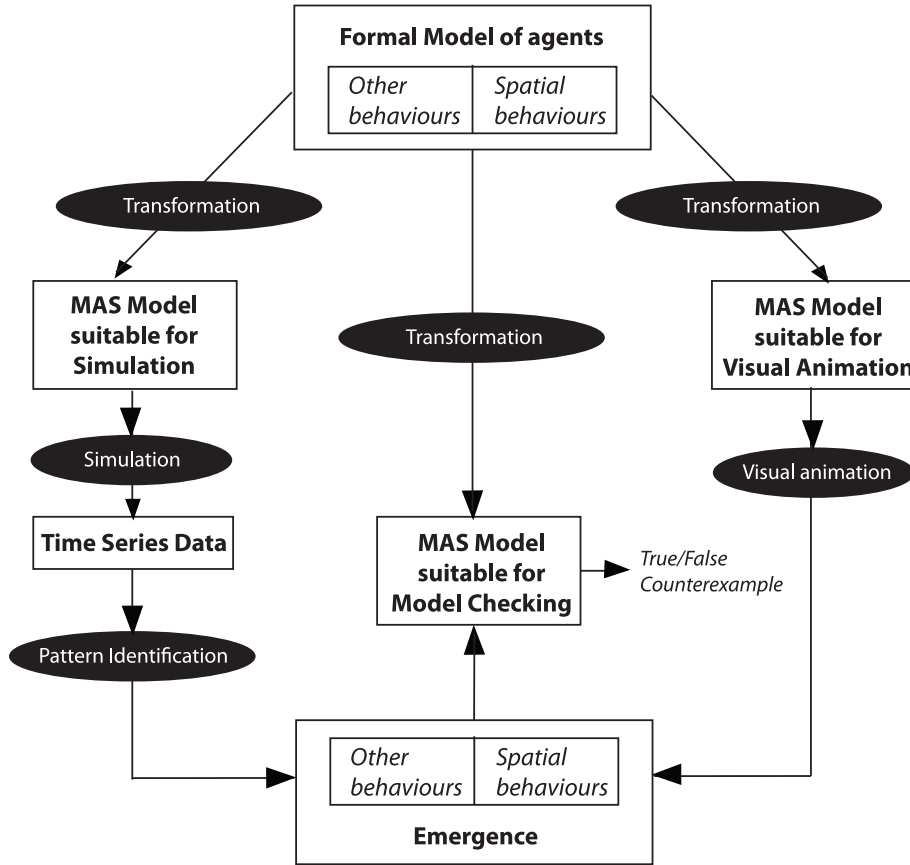 Formal Model of agents
Other
behaviours
Spatial
behaviours
Transformation
Transformation
MAS Model
suitable for
Simulation
Transformation
MAS Model
suitable for
Visual Animation
Simulation
Visual animation
Time Series Data
MAS Model
suitable for
Model Checking
True/False
Counterexample
Pattern Identification
Other
behaviours
Spatial
behaviours
Emergence